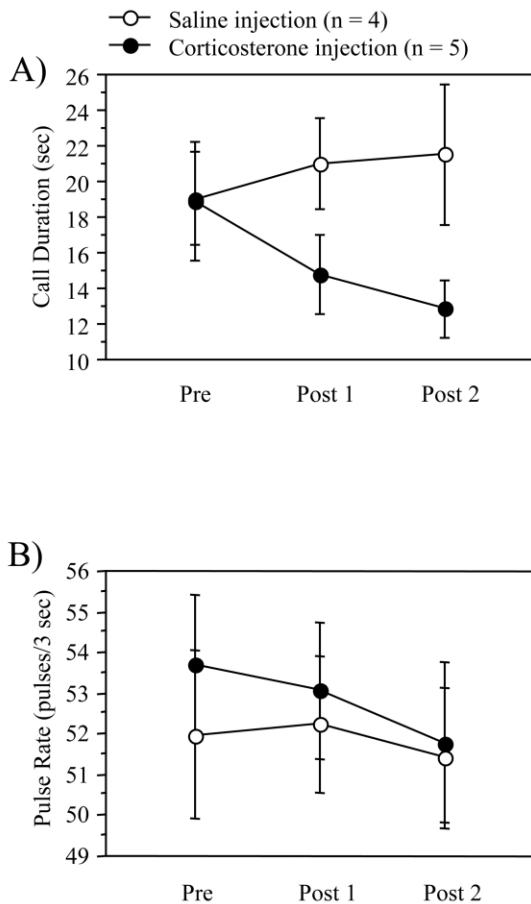 Saline injection (n = 4)
Corticosterone injection (n = 5)
A)
26
24
22
20
18
16
14
12
10
Call Duration (sec)
Pre Post 1 Post 2
B)
56
55
54
53
52
51
50
49
Pulse Rate (pulses/3 sec)
Pre Post 1 Post 2